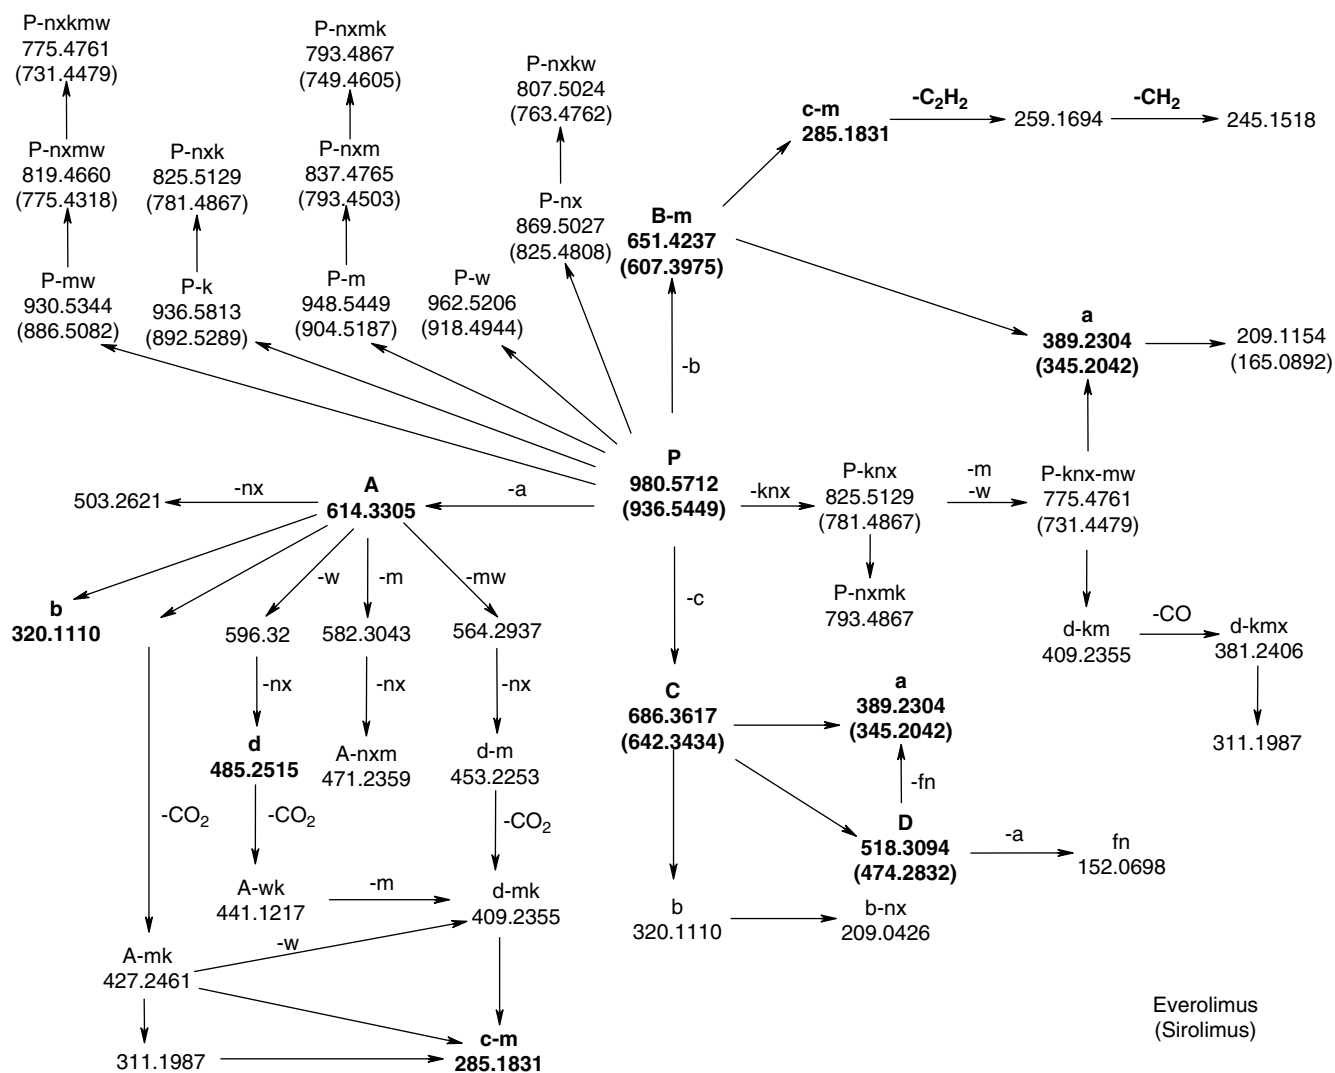 P-nxkmw
775.4761
(731.4479)
P-nxmw
819.4660
(775.4318)
P-mw
930.5344
(886.5082)
P-nxk
825.5129
(781.4867)
P-k
936.5813
(892.5289)
P-nxmk
793.4867
(749.4605)
P-nxm
837.4765
(793.4503)
P-m
948.5449
(904.5187)
P-w
962.5206
(918.4944)
P-nxkw
807.5024
(763.4762)
P-nx
869.5027
(825.4808)
B-m
651.4237
(607.3975)
-b
c-m
285.1831
-C₂H₂
259.1694
-CH₂
245.1518
a
389.2304
(345.2042)
209.1154
(165.0892)
P
980.5712
(936.5449)
-knx
P-knx
825.5129
(781.4867)
-m
-w
P-knx-mw
775.4761
(731.4479)
P-nxmk
793.4867
d-km
409.2355
-CO
d-kmx
381.2406
311.1987
-a
A
614.3305
-nx
503.2621
b
320.1110
-w
596.32
-m
582.3043
-mw
564.2937
-nx
-nx
-nx
d
485.2515
A-nxm
471.2359
d-m
453.2253
-CO₂
-CO₂
-CO₂
A-wk
441.1217
-m
d-mk
409.2355
-w
A-mk
427.2461
311.1987
c-m
285.1831
-c
C
686.3617
(642.3434)
a
389.2304
(345.2042)
-fn
D
518.3094
(474.2832)
-a
fn
152.0698
b
320.1110
b-nx
209.0426
Everolimus
(Sirolimus)